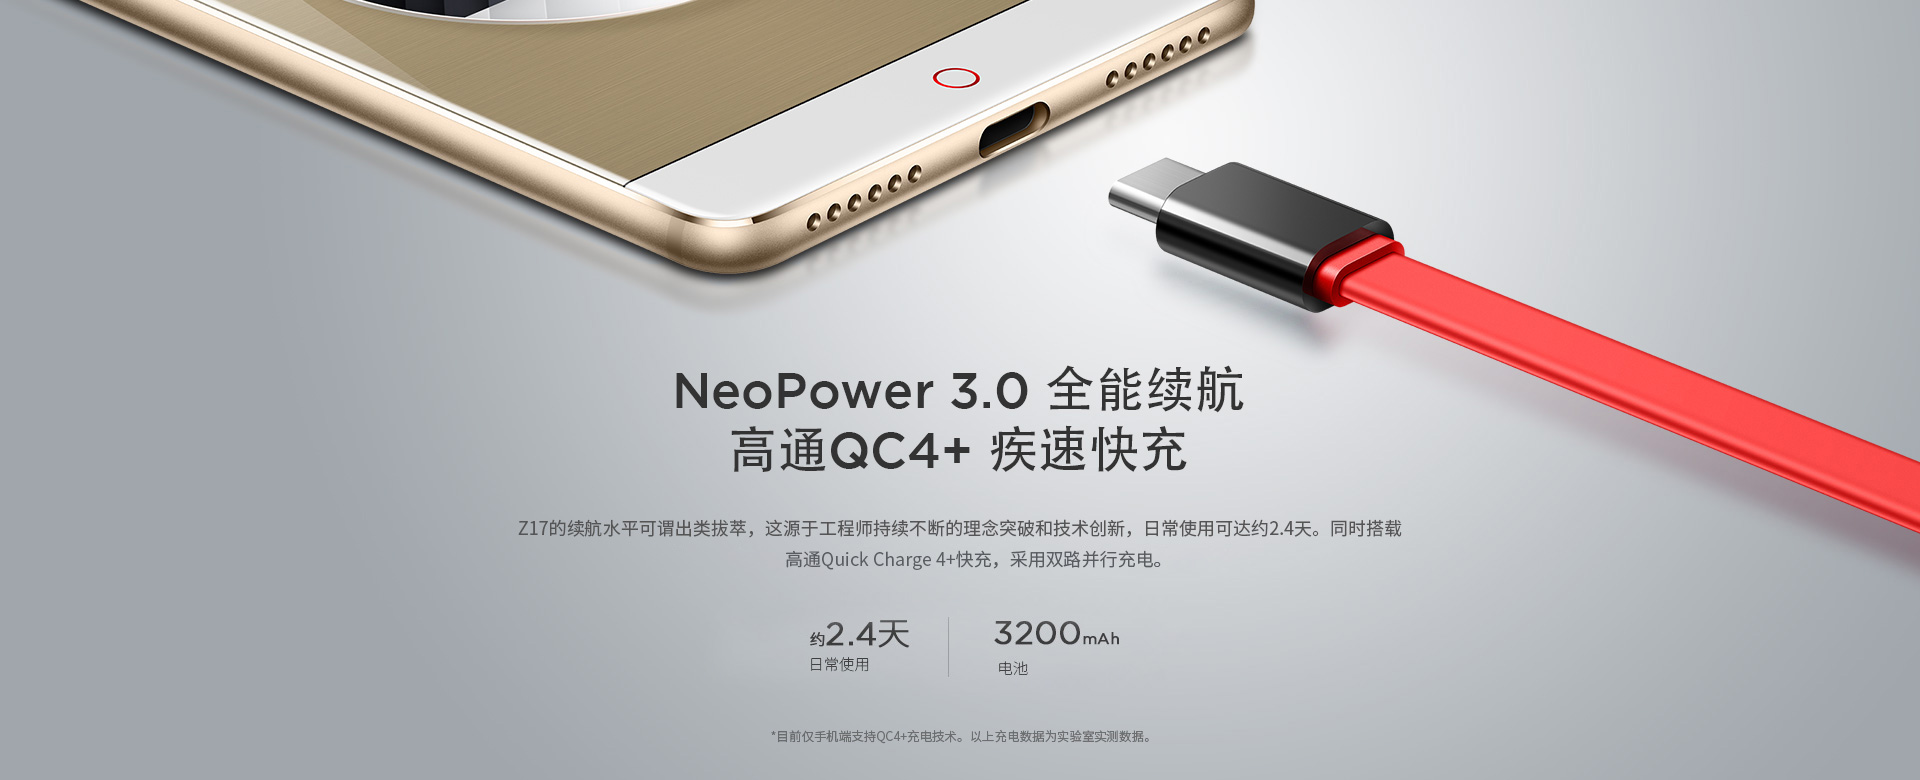 NeoPower 3.0 全能续航
高通QC4+ 疾速快充
Z17的续航水平可谓出类拔萃，这源于工程师持续不断的理念突破和技术创新，日常使用可达约2.4天。同时搭载
高通Quick Charge 4+快充，采用双路并行充电。
约2.4天
日常使用
3200mAh
电池
*目前仅手机端支持QC4+充电技术。以上充电数据为实验室实测数据。